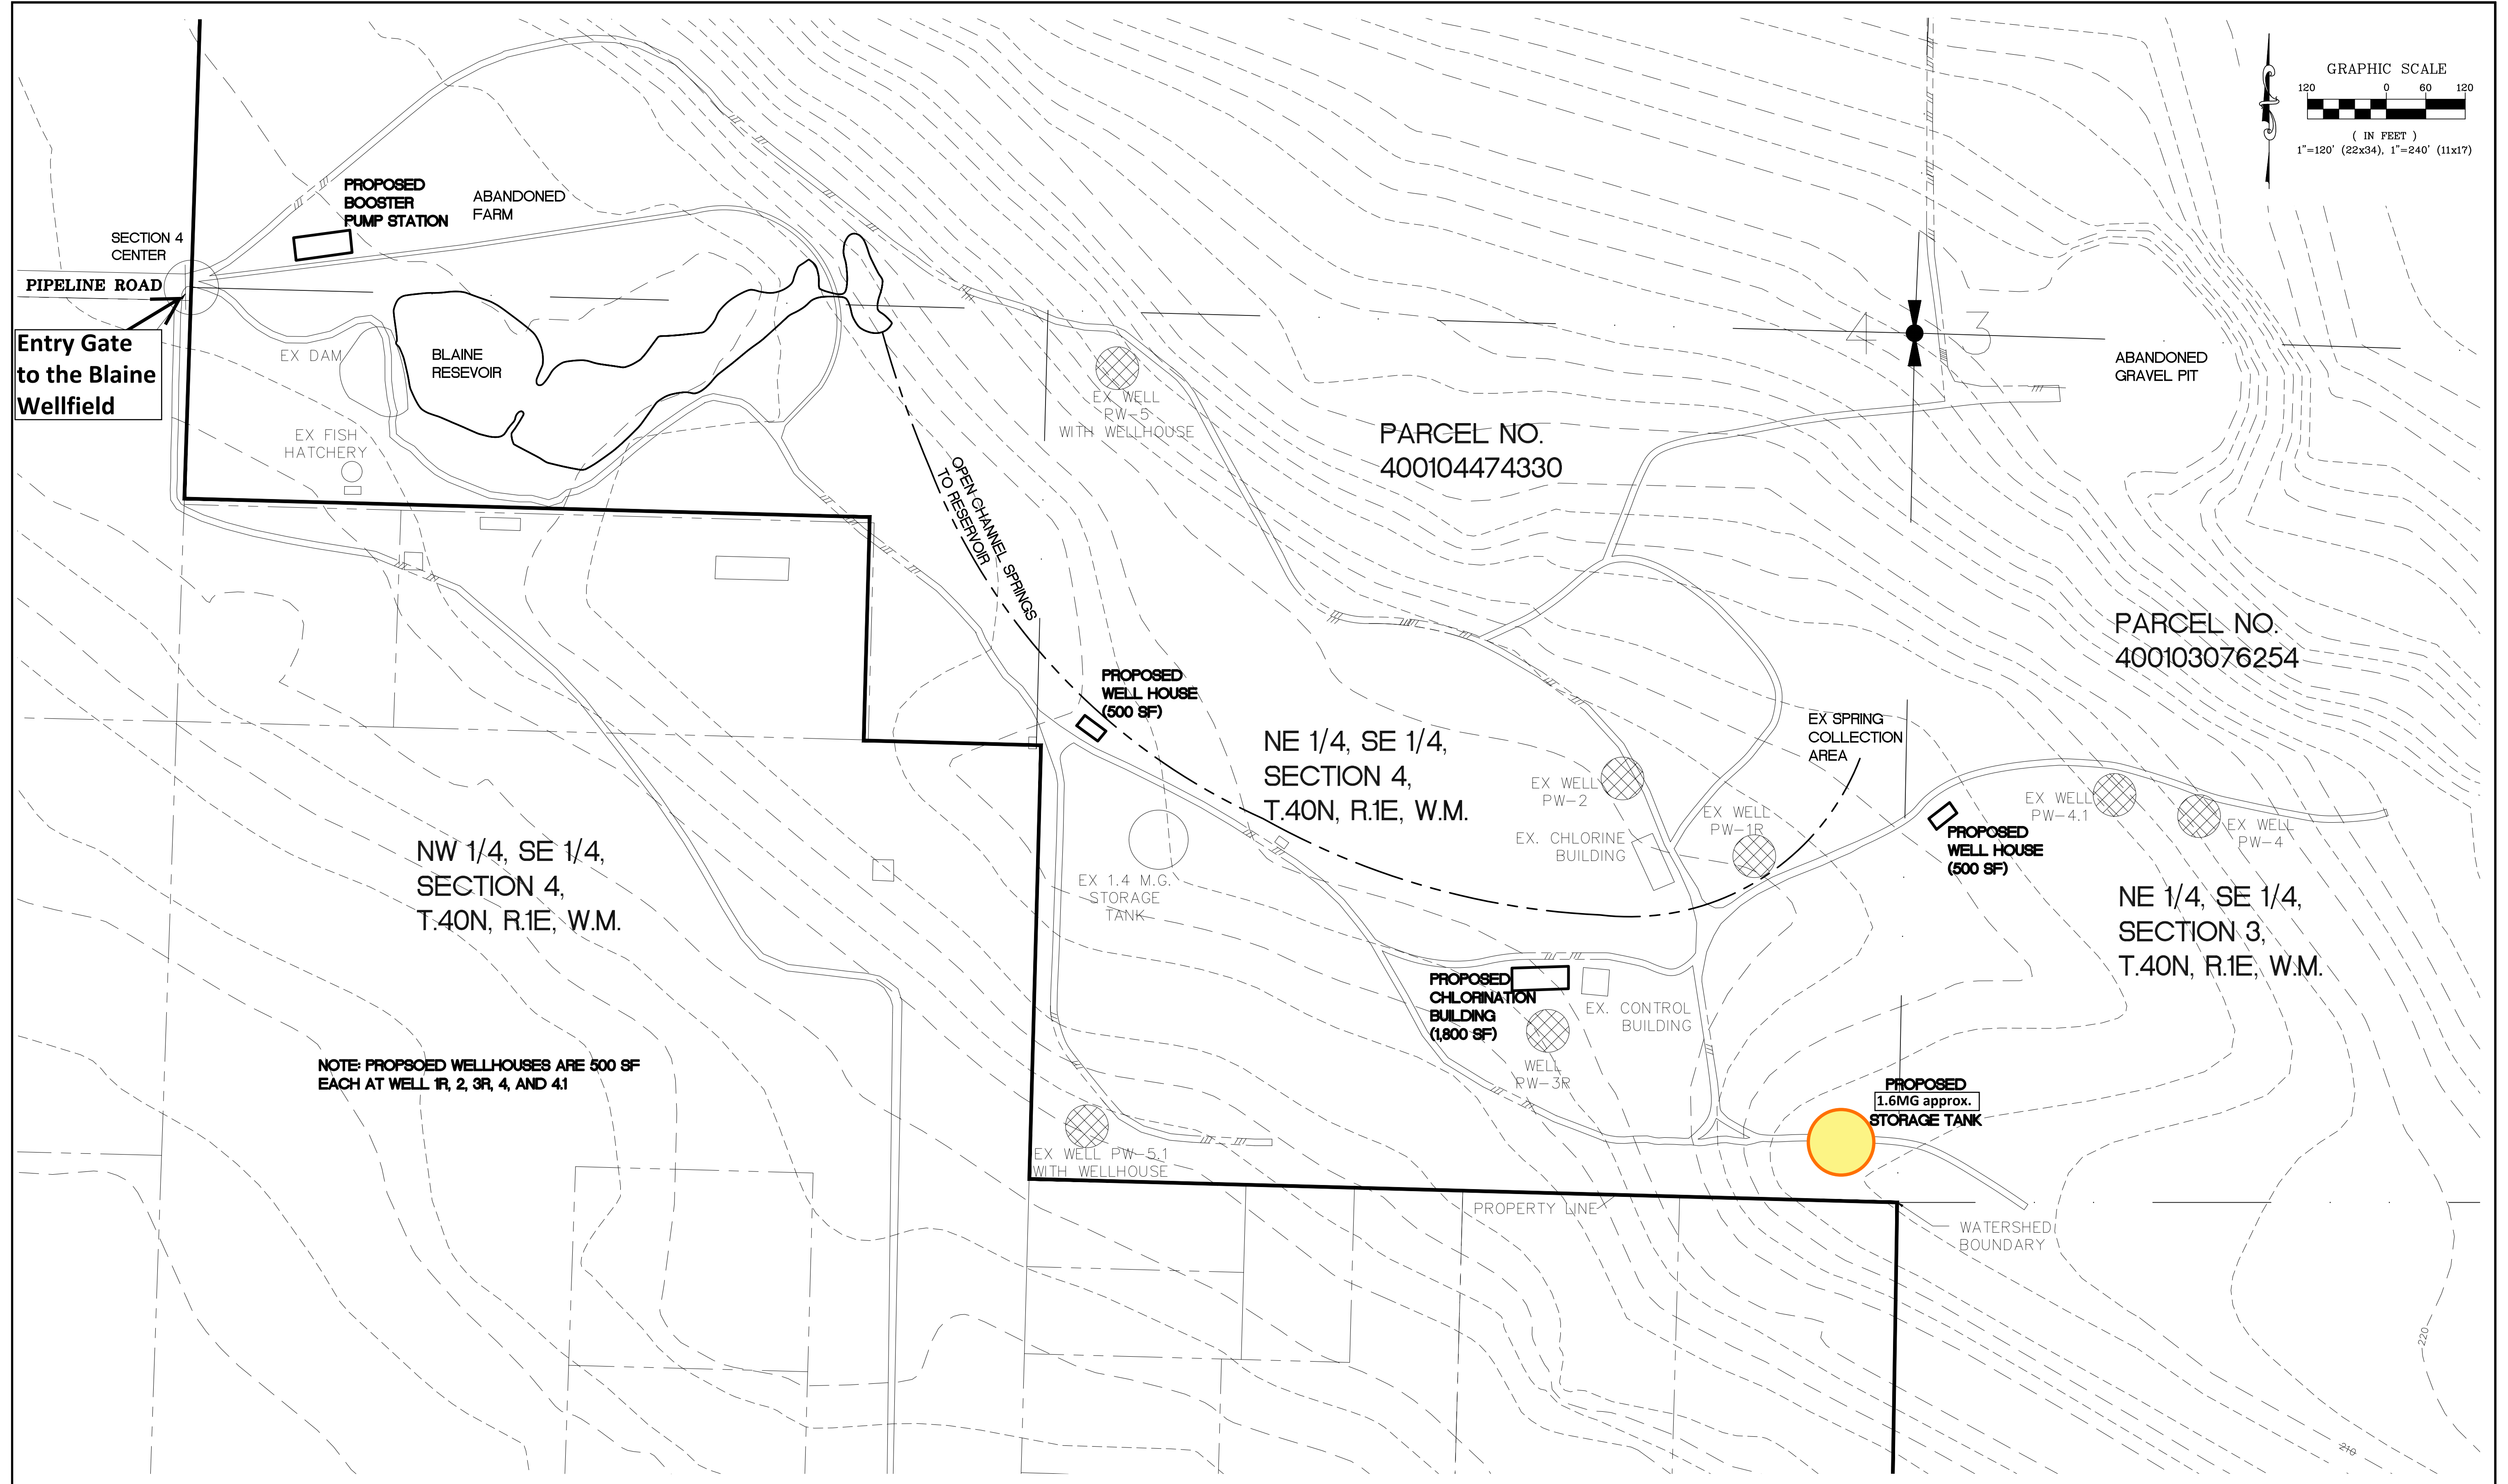 GRAPHIC SCALE
120 0 60 120
( IN FEET )
1"=120' (22x34), 1"=240' (11x17)
PROPOSED
BOOSTER
PUMP STATION
ABANDONED
FARM
SECTION 4
CENTER
PIPELINE ROAD
Entry Gate
to the Blaine
Wellfield
EX DAM
BLAINE
RESEVOIR
EX FISH
HATCHERY
OPEN CHANNEL SPRINGS
TO RESERVOIR
EX WELL
PW-5
WITH WELLHOUSE
4 3
ABANDONED
GRAVEL PIT
PARCEL NO.
400104474330
PARCEL NO.
400103076254
PROPOSED
WELL HOUSE
(500 SF)
NE 1/4, SE 1/4,
SECTION 4,
T.40N, R.1E, W.M.
EX SPRING
COLLECTION
AREA
EX WELL
PW-2
EX WELL
PW-1R
EX. CHLORINE
BUILDING
EX WELL
PW-4.1
EX WELL
PW-4
PROPOSED
WELL HOUSE
(500 SF)
NW 1/4, SE 1/4,
SECTION 4,
T.40N, R.1E, W.M.
EX 1.4 M.G.
STORAGE
TANK
NE 1/4, SE 1/4,
SECTION 3,
T.40N, R.1E, W.M.
PROPOSED
CHLORINATION
BUILDING
(1,800 SF)
EX. CONTROL
BUILDING
WELL
PW-3R
NOTE: PROPSOED WELLHOUSES ARE 500 SF
EACH AT WELL 1R, 2, 3R, 4, AND 4.1
PROPOSED
1.6MG approx.
STORAGE TANK
EX WELL PW-5.1
WITH WELLHOUSE
PROPERTY LINE
WATERSHED
BOUNDARY
220
210